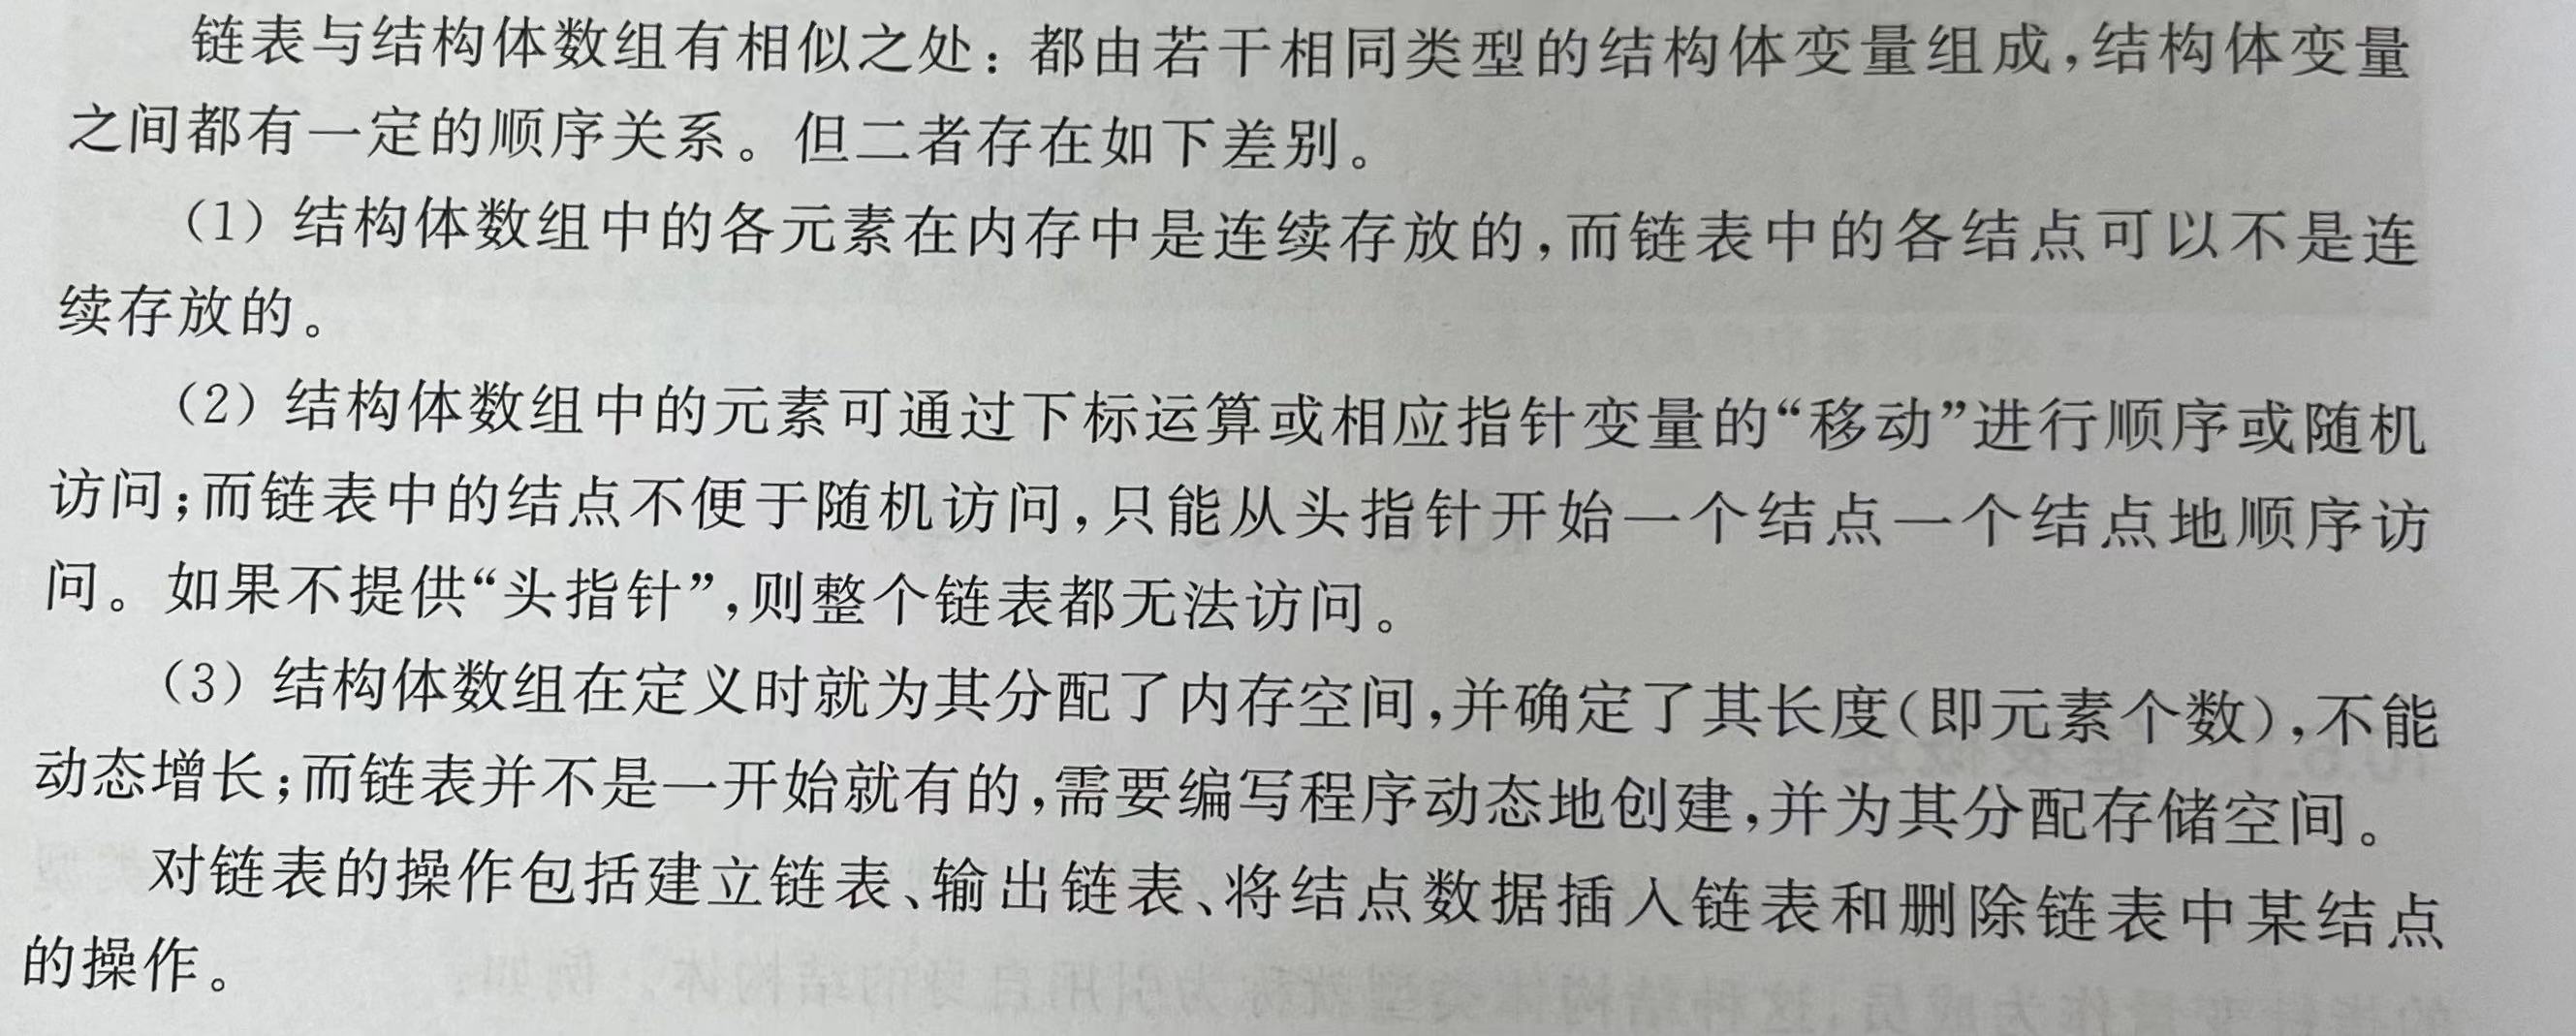 链表与结构体数组有相似之处：都由若干相同类型的结构体变量组成，结构体变量
之间都有一定的顺序关系。但二者存在如下差别。
（1）结构体数组中的各元素在内存中是连续存放的，而链表中的各结点可以不是连
续存放的。
（2）结构体数组中的元素可通过下标运算或相应指针变量的“移动”进行顺序或随机
访问；而链表中的结点不便于随机访问，只能从头指针开始一个结点一个结点地顺序访
问。如果不提供“头指针”，则整个链表都无法访问。
（3）结构体数组在定义时就为其分配了内存空间，并确定了其长度（即元素个数），不能
动态增长；而链表并不是一开始就有的，需要编写程序动态地创建，并为其分配存储空间。
对链表的操作包括建立链表、输出链表、将结点数据插入链表和删除链表中某结点
的操作。